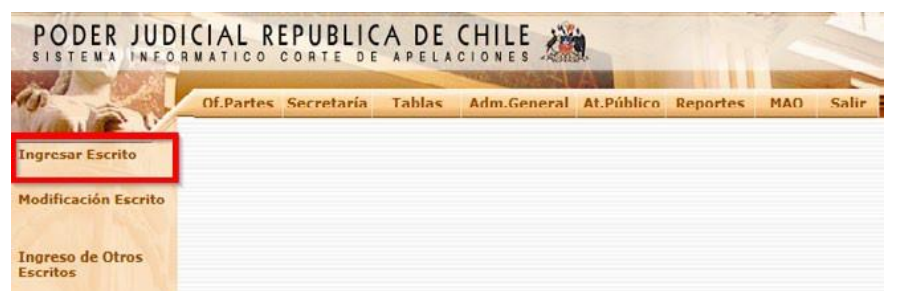 PODER JUDICIAL REPUBLICA DE CHILE
SISTEMA INFORMATICO CORTE DE APELACIONES
Of.Partes Secretaría Tablas Adm.General At.Público Reportes MAO Salir
Ingresar Escrito
Modificación Escrito
Ingreso de Otros
Escritos